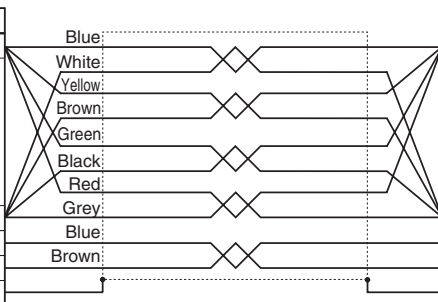 Blue
White
Yellow
Brown
Green
Black
Red
Grey
Blue
Brown